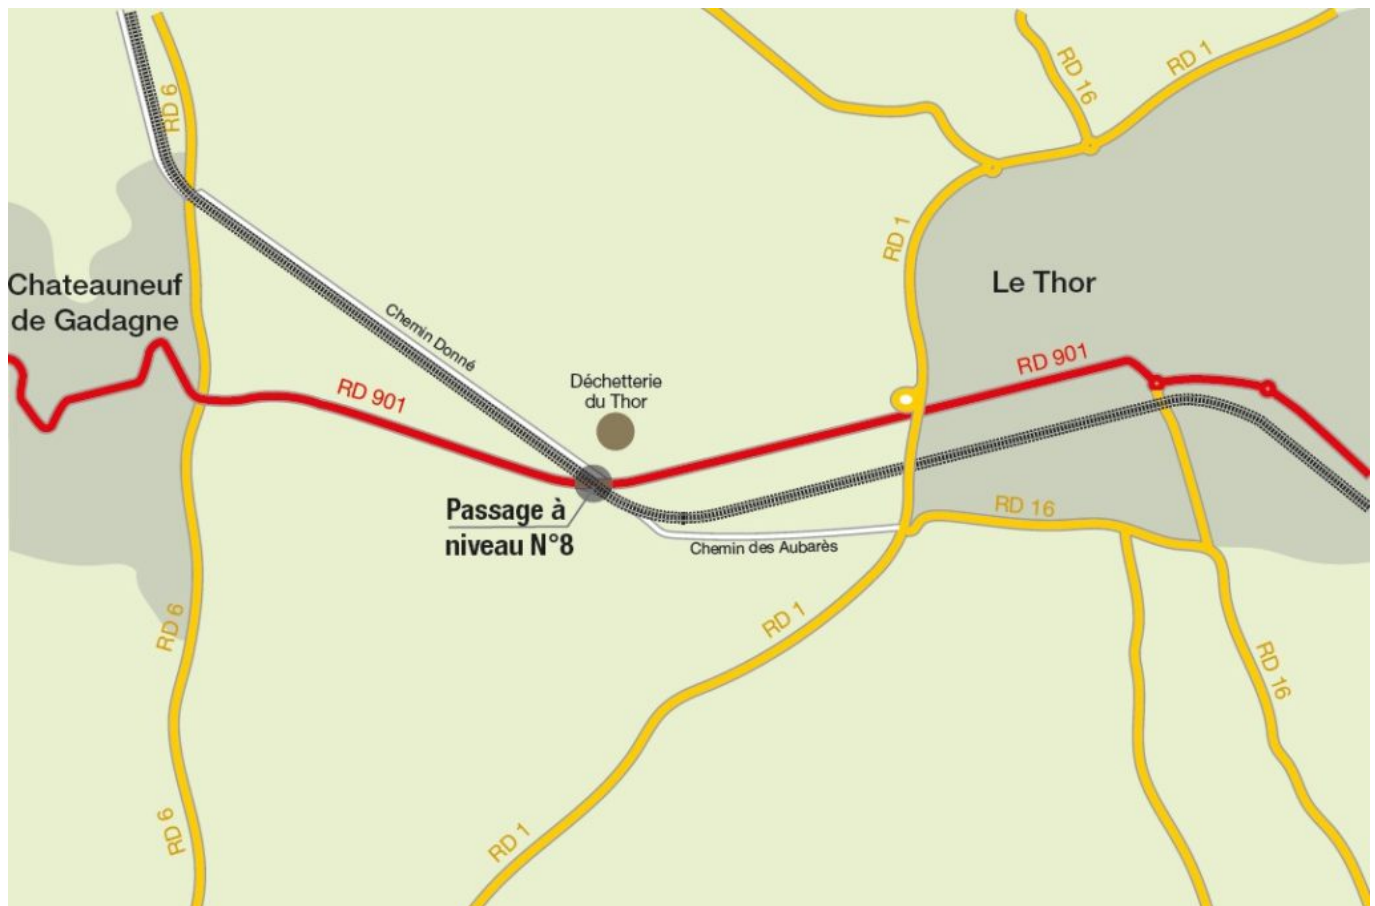 RD 6
RD 16
RD 1
RD 1
Chateauneuf
de Gadagne
Le Thor
Chemin Donné
RD 901
RD 901
Déchetterie
du Thor
Passage à
niveau N°8
RD 16
Chemin des Aubarès
RD 6
RD 1
RD 16
RD 6
RD 1